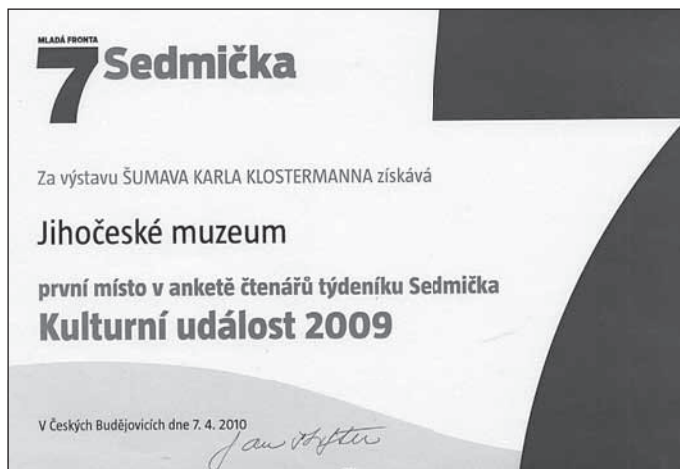 MLADÁ FRONTA
7 Sedmička
Za výstavu ŠUMAVA KARLA KLOSTERMANNA získává
Jihočeské muzeum
první místo v anketě čtenářů týdeníku Sedmička
Kulturní událost 2009
V Českých Budějovicích dne 7. 4. 2010
Jan